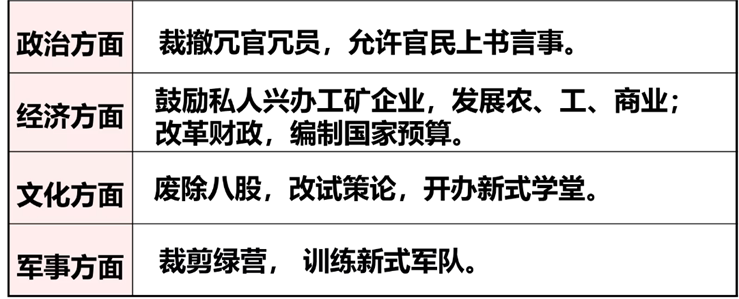 政治方面
裁撤冗官冗员，允许官民上书言事。
经济方面
鼓励私人兴办工矿企业，发展农、工、商业；
改革财政，编制国家预算。
文化方面
废除八股，改试策论，开办新式学堂。
军事方面
裁剪绿营， 训练新式军队。